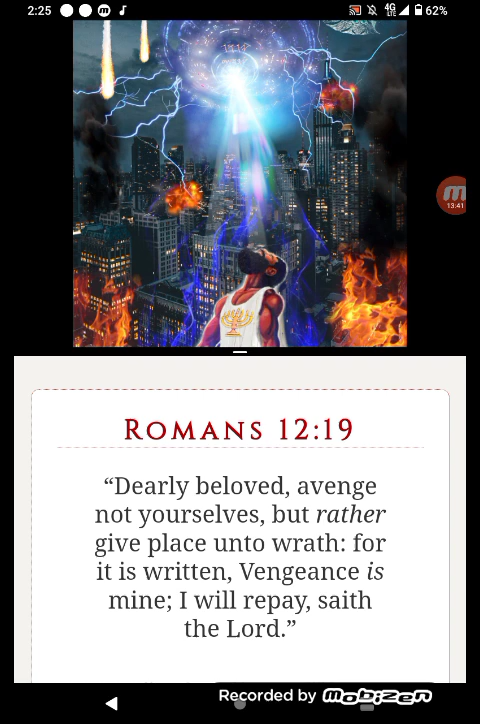 2:25
4G
LTE
62%
13:41
ROMANS 12:19
“Dearly beloved, avenge
not yourselves, but rather
give place unto wrath: for
it is written, Vengeance is
mine; I will repay, saith
the Lord.”
Recorded by mobizen